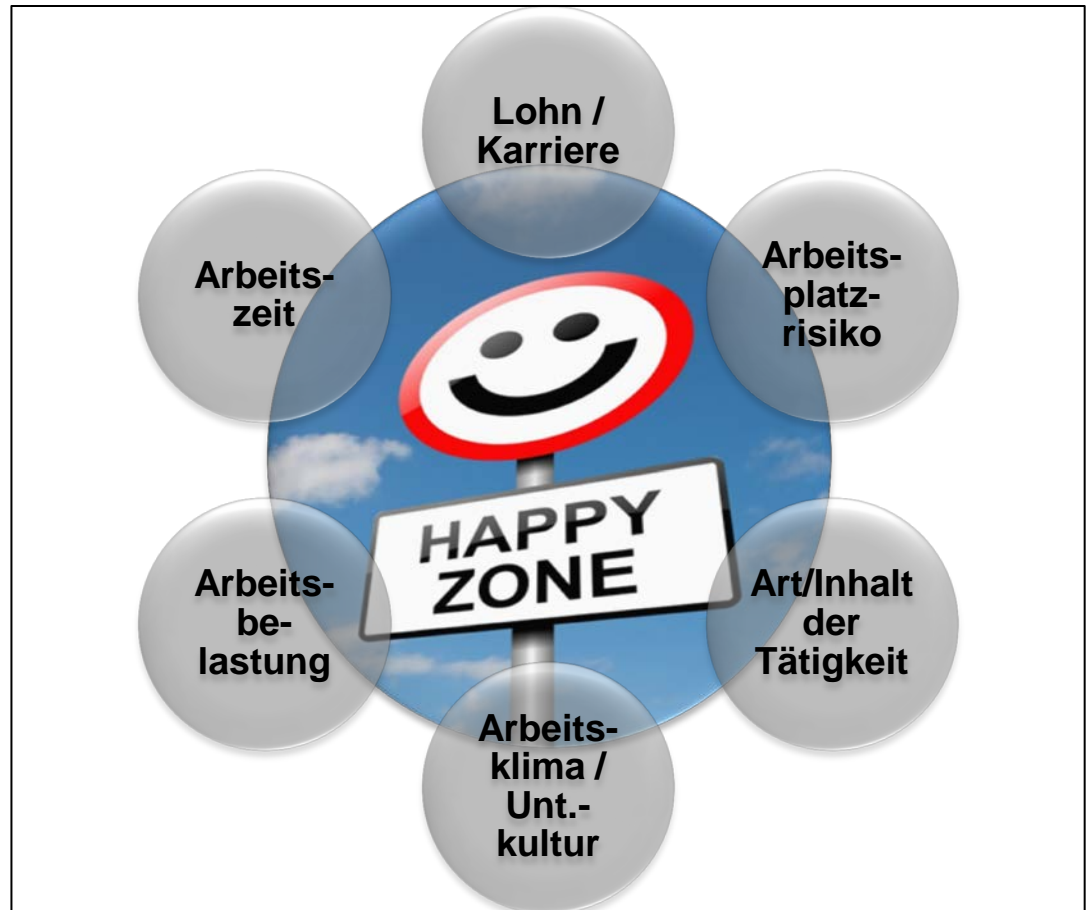 Lohn /
Karriere
Arbeits-
platz-
risiko
Art/Inhalt
der
Tätigkeit
Arbeits-
klima /
Unt.-
kultur
Arbeits-
be-
lastung
Arbeits-
zeit
HAPPY
ZONE